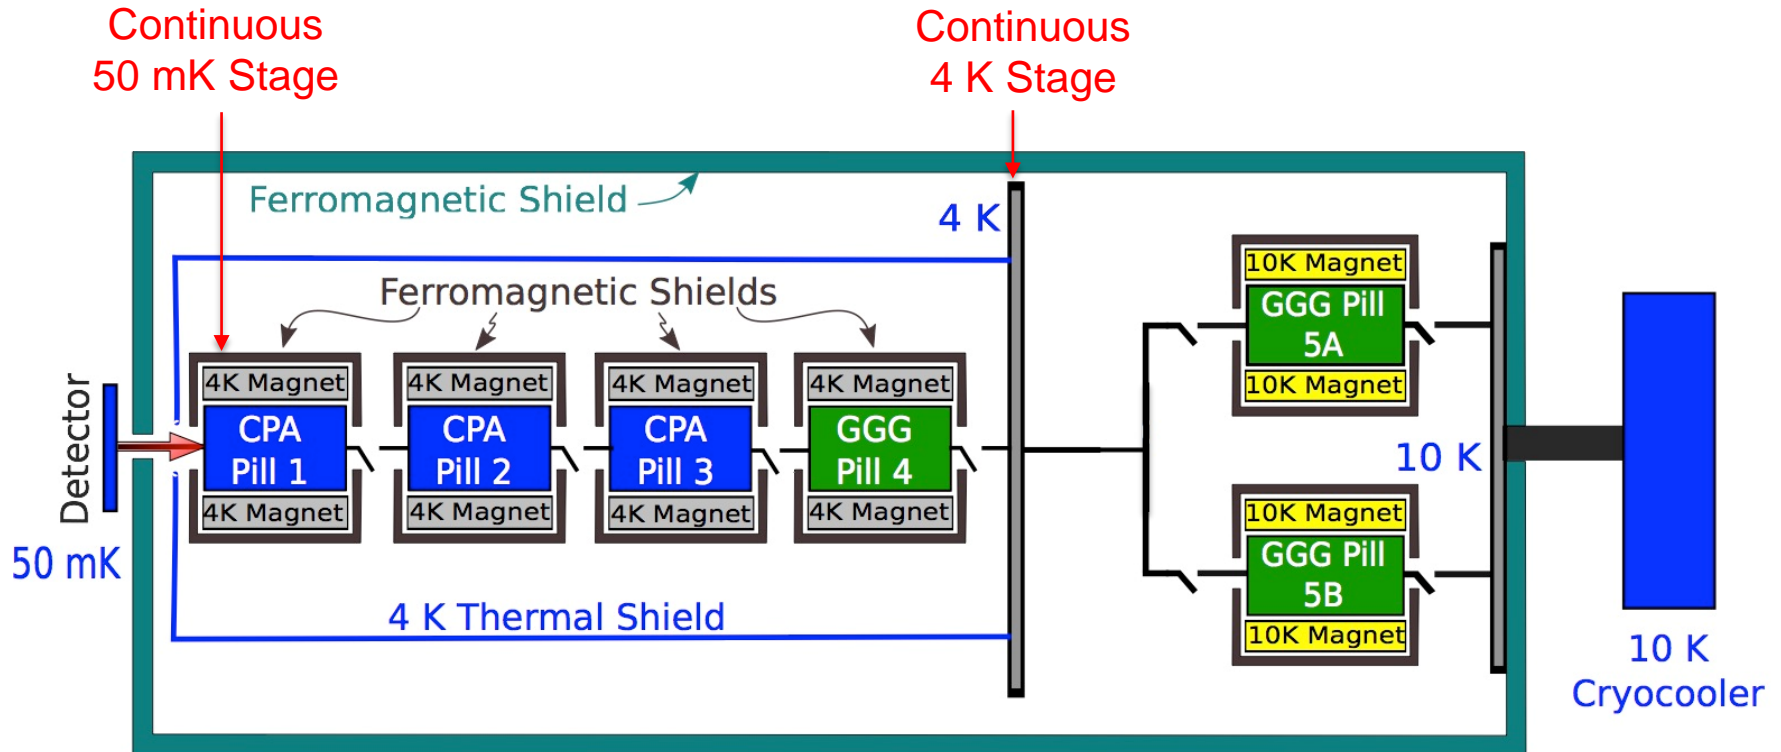 Continuous
50 mK Stage
Continuous
4 K Stage
Ferromagnetic Shield
4 K
Ferromagnetic Shields
10K Magnet
GGG Pill
5A
10K Magnet
Detector
50 mK
4K Magnet
CPA
Pill 1
4K Magnet
4K Magnet
CPA
Pill 2
4K Magnet
4K Magnet
CPA
Pill 3
4K Magnet
4K Magnet
GGG
Pill 4
4K Magnet
10 K
10K Magnet
GGG Pill
5B
10K Magnet
4 K Thermal Shield
10 K
Cryocooler